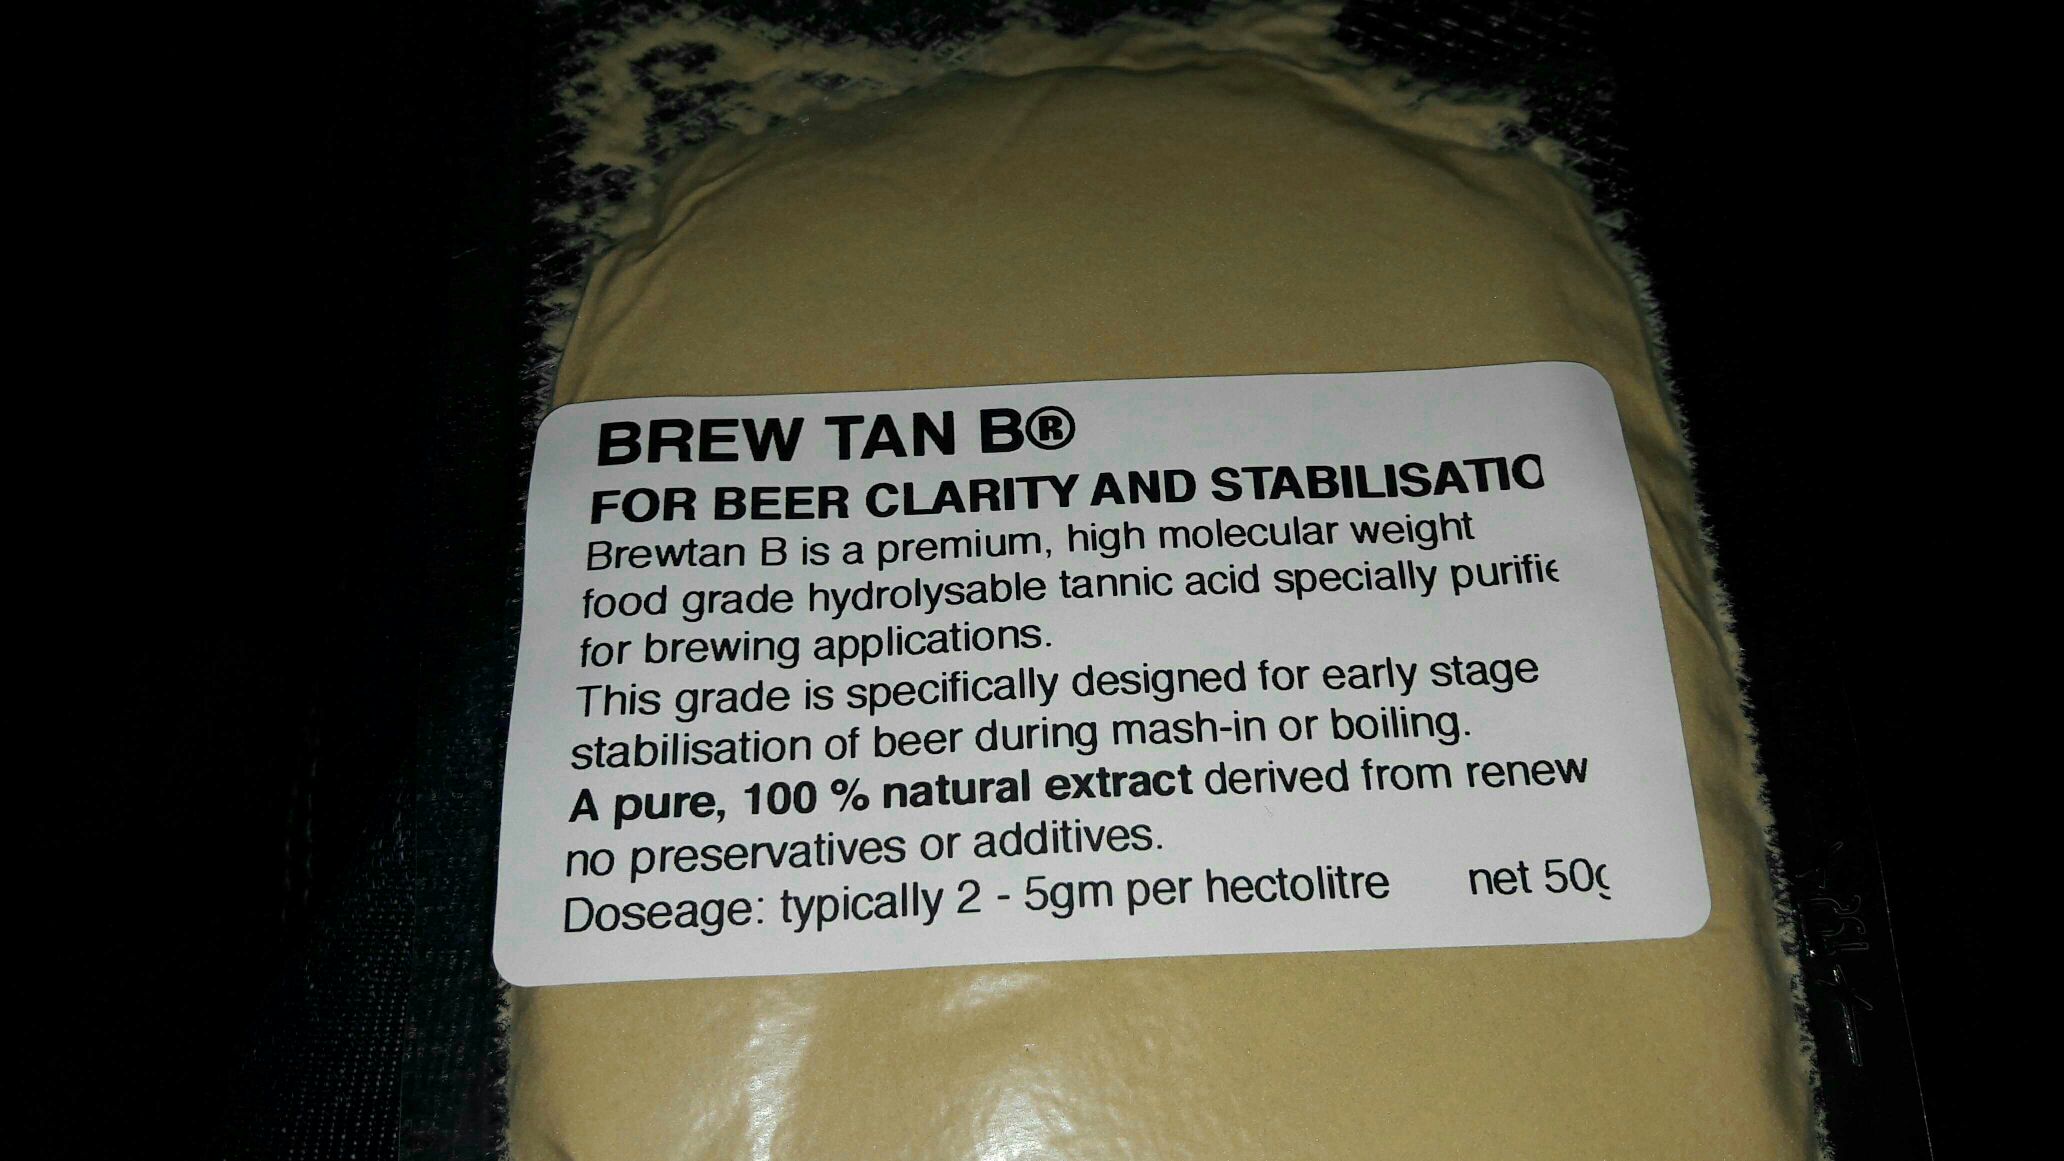 BREW TAN B®
FOR BEER CLARITY AND STABILISATIO
Brewtan B is a premium, high molecular weight
food grade hydrolysable tannic acid specially purifie
for brewing applications.
This grade is specifically designed for early stage
stabilisation of beer during mash-in or boiling.
A pure, 100 % natural extract derived from renew
no preservatives or additives.
Doseage: typically 2 - 5gm per hectolitre net 50g